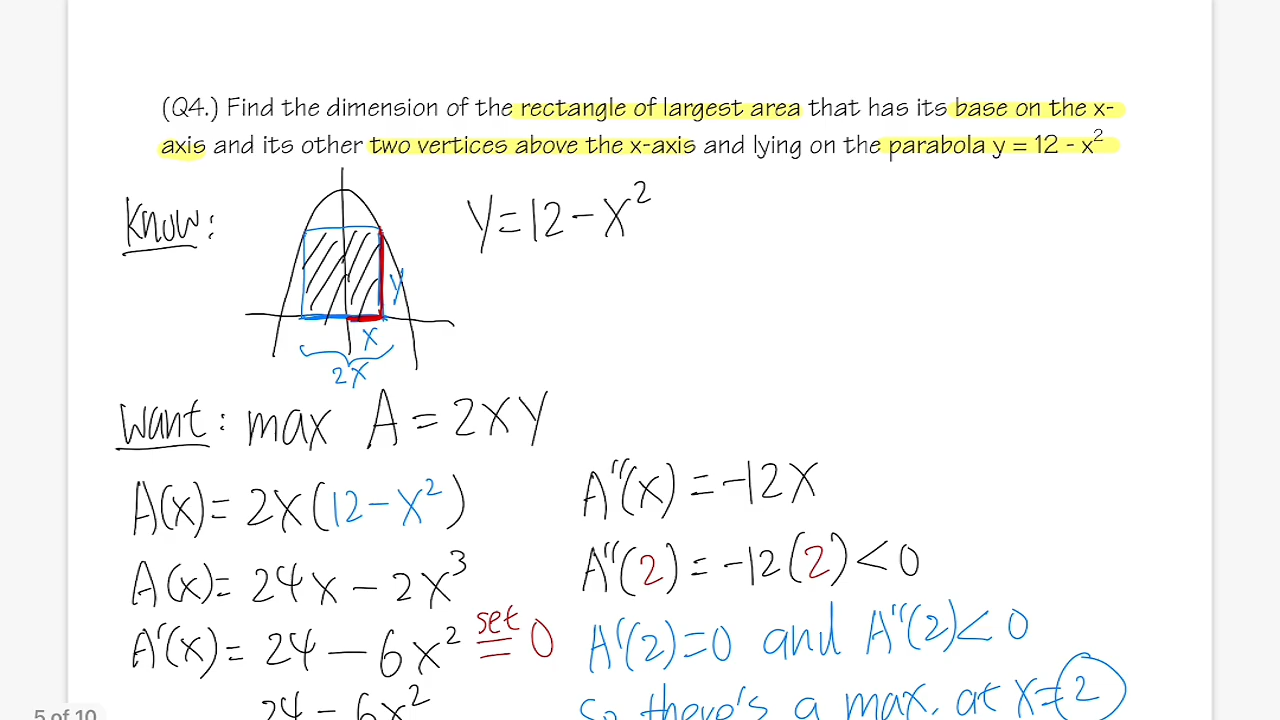 (Q4.) Find the dimension of the rectangle of largest area that has its base on the x-
axis and its other two vertices above the x-axis and lying on the parabola y = 12 - x²
Know:
y = 12 - x²
y
x
2x
Want: max A = 2xy
A(x) = 2x(12 - x²)
A(x) = 24x - 2x³
A'(x) = 24 - 6x² set = 0
24 - 6x²
A"(x) = -12x
A"(2) = -12(2) < 0
A'(2) = 0 and A"(2) < 0
So there's a max. at x = 2
5 of 10